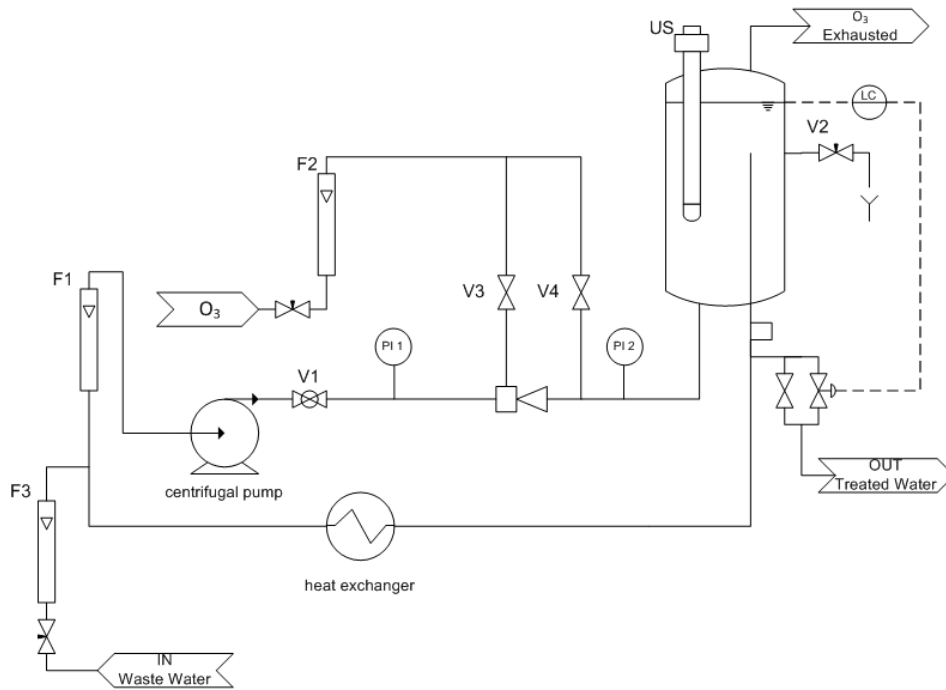 O₃
Exhausted
US
LC
V2
F2
F1
V3
V4
O₃
PI 1
PI 2
V1
centrifugal pump
OUT
Treated Water
F3
heat exchanger
IN
Waste Water